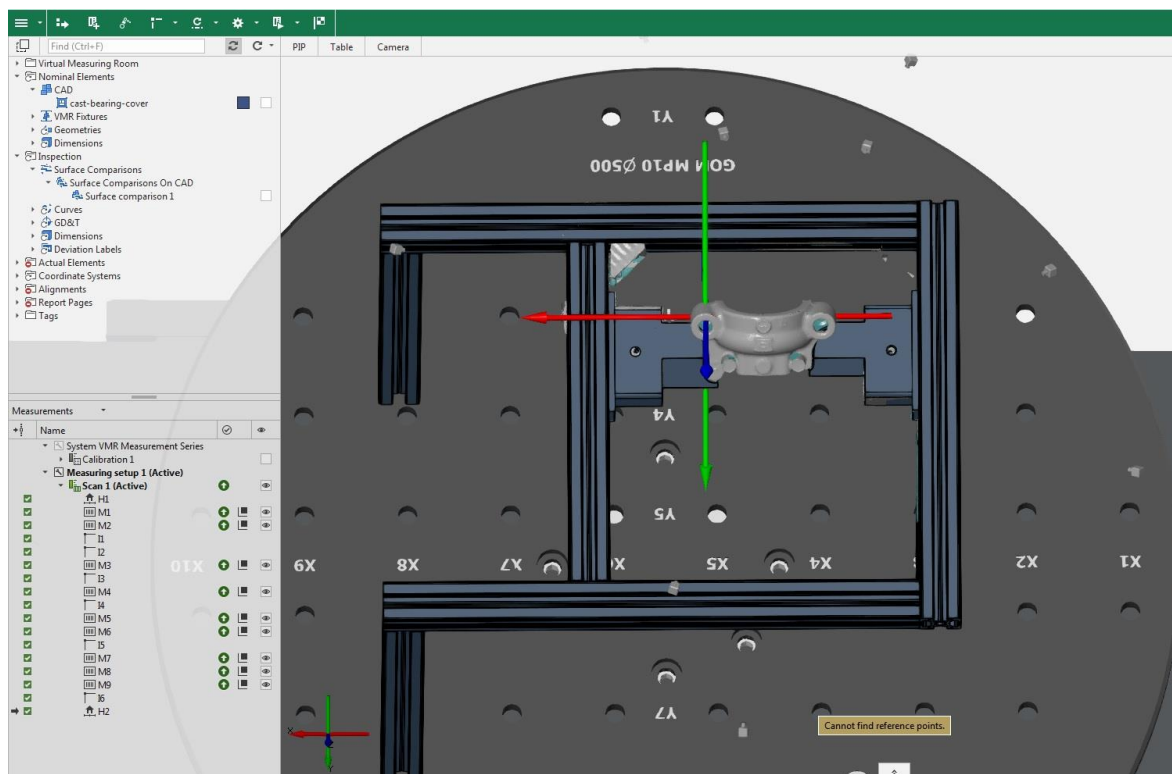 Find (Ctrl+F)
PIP
Table
Camera
Virtual Measuring Room
Nominal Elements
CAD
cast-bearing-cover
VMR Fixtures
Geometries
Dimensions
Inspection
Surface Comparisons
Surface Comparisons On CAD
Surface comparison 1
Curves
GD&T
Dimensions
Deviation Labels
Actual Elements
Coordinate Systems
Alignments
Report Pages
Tags
Measurements
Name
System VMR Measurement Series
Calibration 1
Measuring setup 1 (Active)
Scan 1 (Active)
H1
M1
M2
I1
I2
M3
I3
M4
I4
M5
M6
I5
M7
M8
M9
I6
H2
Y1
GOM MP10 Ø500
Y4
Y5
X10
X9
X8
X7
X5
X4
X2
X1
Y7
Cannot find reference points.
X
Y